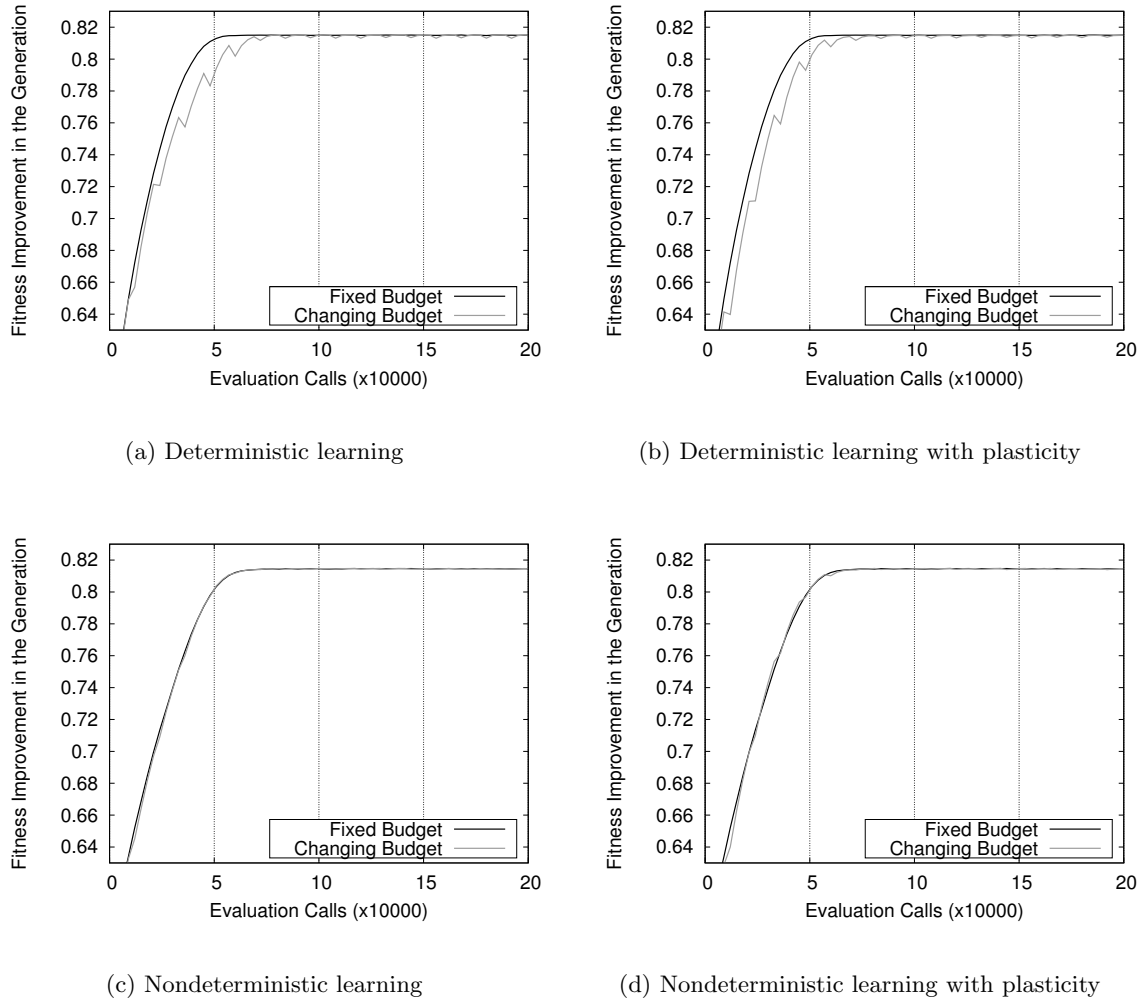 Fitness Improvement in the Generation
0.82
0.8
0.78
0.76
0.74
0.72
0.7
0.68
0.66
0.64
Fixed Budget
Changing Budget
0 5 10 15 20
Evaluation Calls (x10000)
(a) Deterministic learning
Fitness Improvement in the Generation
0.82
0.8
0.78
0.76
0.74
0.72
0.7
0.68
0.66
0.64
Fixed Budget
Changing Budget
0 5 10 15 20
Evaluation Calls (x10000)
(b) Deterministic learning with plasticity
Fitness Improvement in the Generation
0.82
0.8
0.78
0.76
0.74
0.72
0.7
0.68
0.66
0.64
Fixed Budget
Changing Budget
0 5 10 15 20
Evaluation Calls (x10000)
(c) Nondeterministic learning
Fitness Improvement in the Generation
0.82
0.8
0.78
0.76
0.74
0.72
0.7
0.68
0.66
0.64
Fixed Budget
Changing Budget
0 5 10 15 20
Evaluation Calls (x10000)
(d) Nondeterministic learning with plasticity